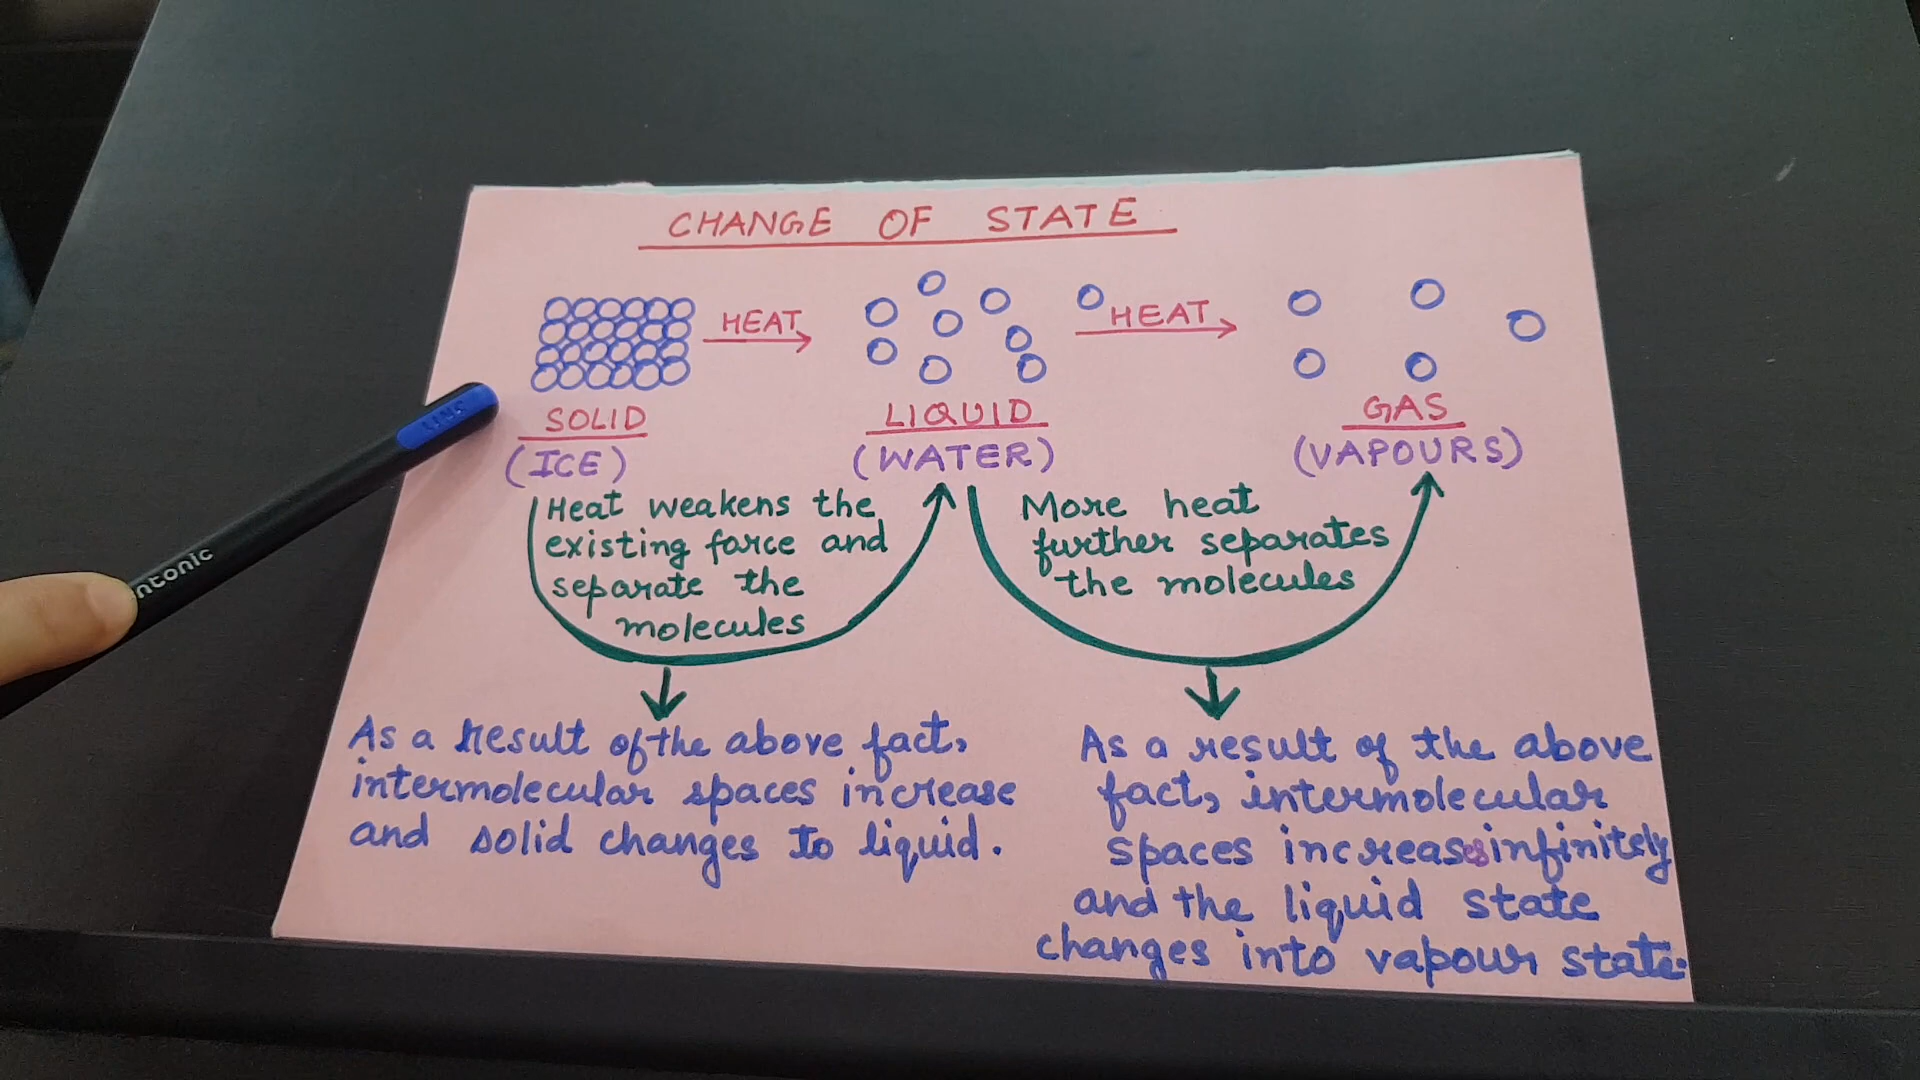 CHANGE OF STATE
HEAT
HEAT
SOLID
(ICE)
LIQUID
(WATER)
GAS
(VAPOURS)
Heat weakens the
existing force and
separate the
molecules
More heat
further separates
the molecules
As a result of the above fact,
intermolecular spaces increase
and solid changes to liquid.
As a result of the above
fact, intermolecular
spaces increases infinitely
and the liquid state
changes into vapour state.
ntonic